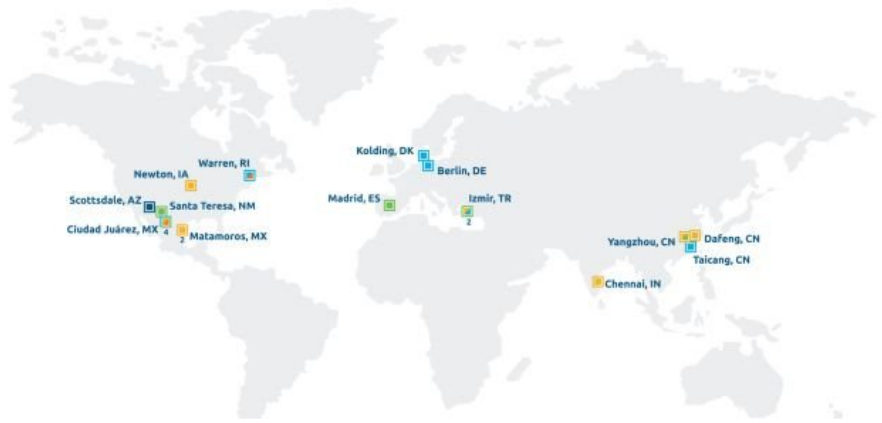 Kolding, DK
Berlin, DE
Warren, RI
Newton, IA
Scottsdale, AZ
Santa Teresa, NM
Ciudad Juárez, MX
4
2
Matamoros, MX
Madrid, ES
Izmir, TR
2
Yangzhou, CN
Dafeng, CN
Taicang, CN
Chennai, IN